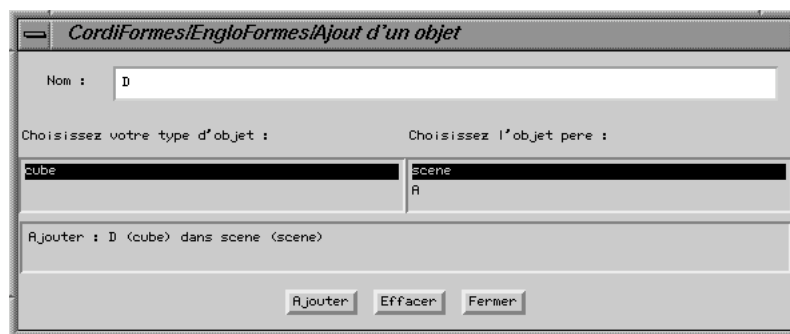 CordiFormes/EngloFormes/Ajout d'un objet
Nom :
D
Choisissez votre type d'objet :
Choisissez l'objet pere :
cube
scene
A
Ajouter : D (cube) dans scene (scene)
Ajouter
Effacer
Fermer